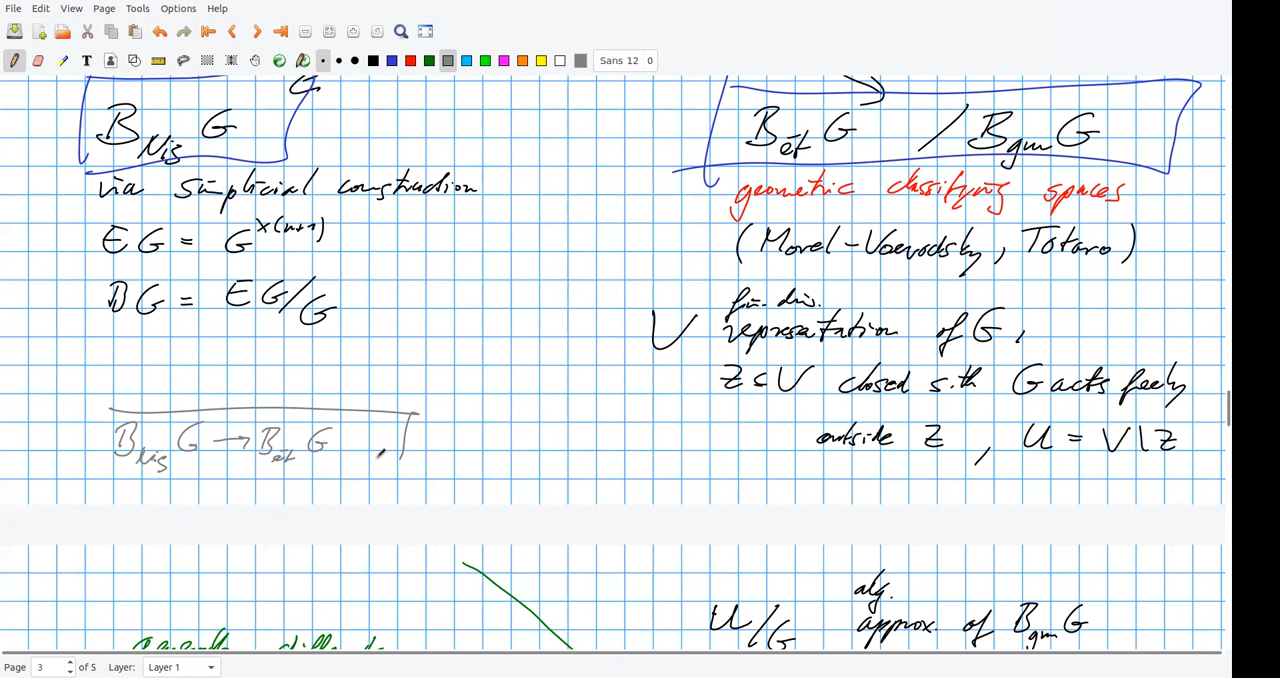 File Edit View Page Tools Options Help
Sans 12 0
B_Nis G
via simplicial construction
EG = G^{×(n+1)}
BG = EG/G
B_Nis G → B_et G
B_et G / B_gm G
geometric classifying spaces
(Morel-Voevodsky, Totaro)
fin. dim.
V representation of G,
Z ⊆ V closed s.th G acts freely
outside Z , U = V \ Z
alg.
U/G approx. of B_gm G
Page 3 of 5 Layer: Layer 1